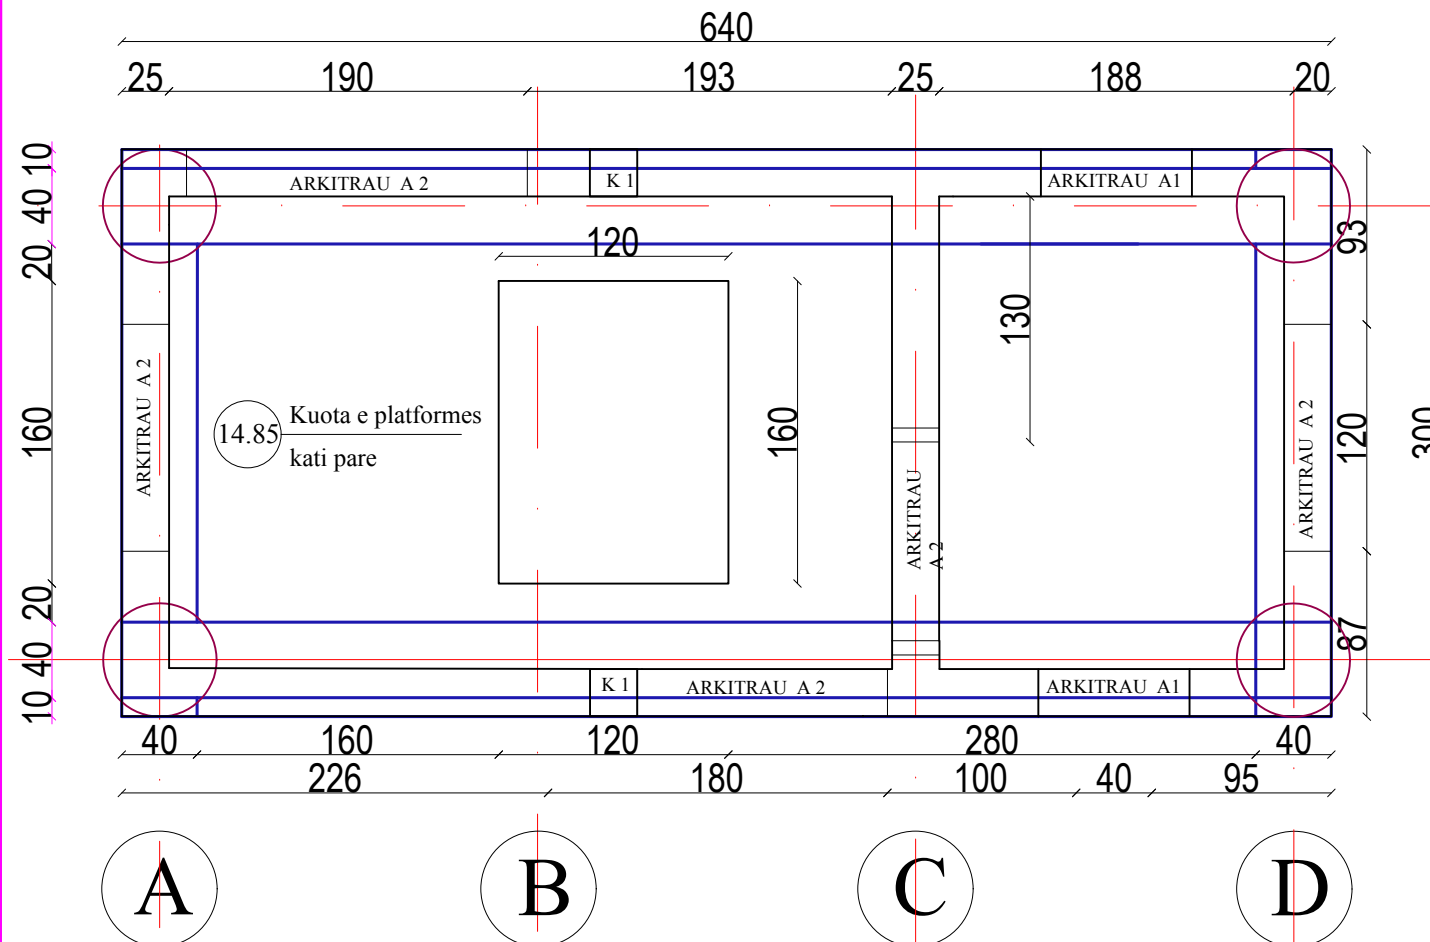 640
25 190 193 25 188 20
10
40
20
160
20
40
10
ARKITRAU A 2
K 1
ARKITRAU A1
120
130
160
93
120
87
300
ARKITRAU A 2
14.85
Kuota e platformes
kati pare
ARKITRAU
A 2
ARKITRAU A 2
K 1
ARKITRAU A 2
ARKITRAU A1
40 160 120 280 40
226 180 100 40 95
A B C D